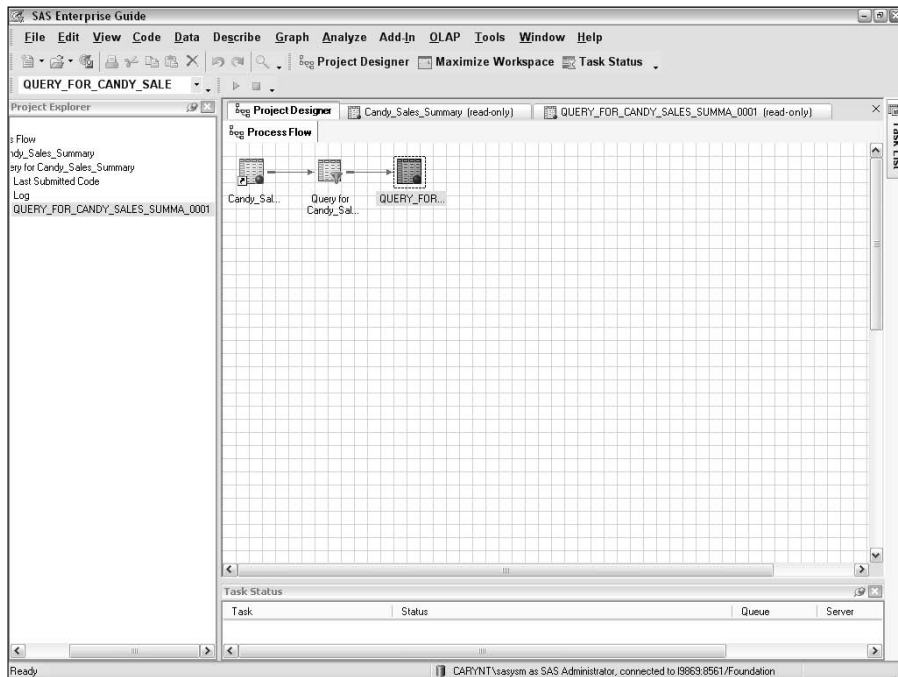 SAS Enterprise Guide
File Edit View Code Data Describe Graph Analyze Add-In OLAP Tools Window Help
Project Designer Maximize Workspace Task Status
QUERY_FOR_CANDY_SALE
Project Explorer
s Flow
ndy_Sales_Summary
ery for Candy_Sales_Summary
Last Submitted Code
Log
QUERY_FOR_CANDY_SALES_SUMMA_0001
Project Designer Candy_Sales_Summary (read-only) QUERY_FOR_CANDY_SALES_SUMMA_0001 (read-only)
Process Flow
Candy_Sal...
Query for
Candy_Sal...
QUERY_FOR...
Task List
Task Status
Task Status Queue Server
Ready
CARYNT\sasysm as SAS Administrator, connected to I9869:8561/Foundation